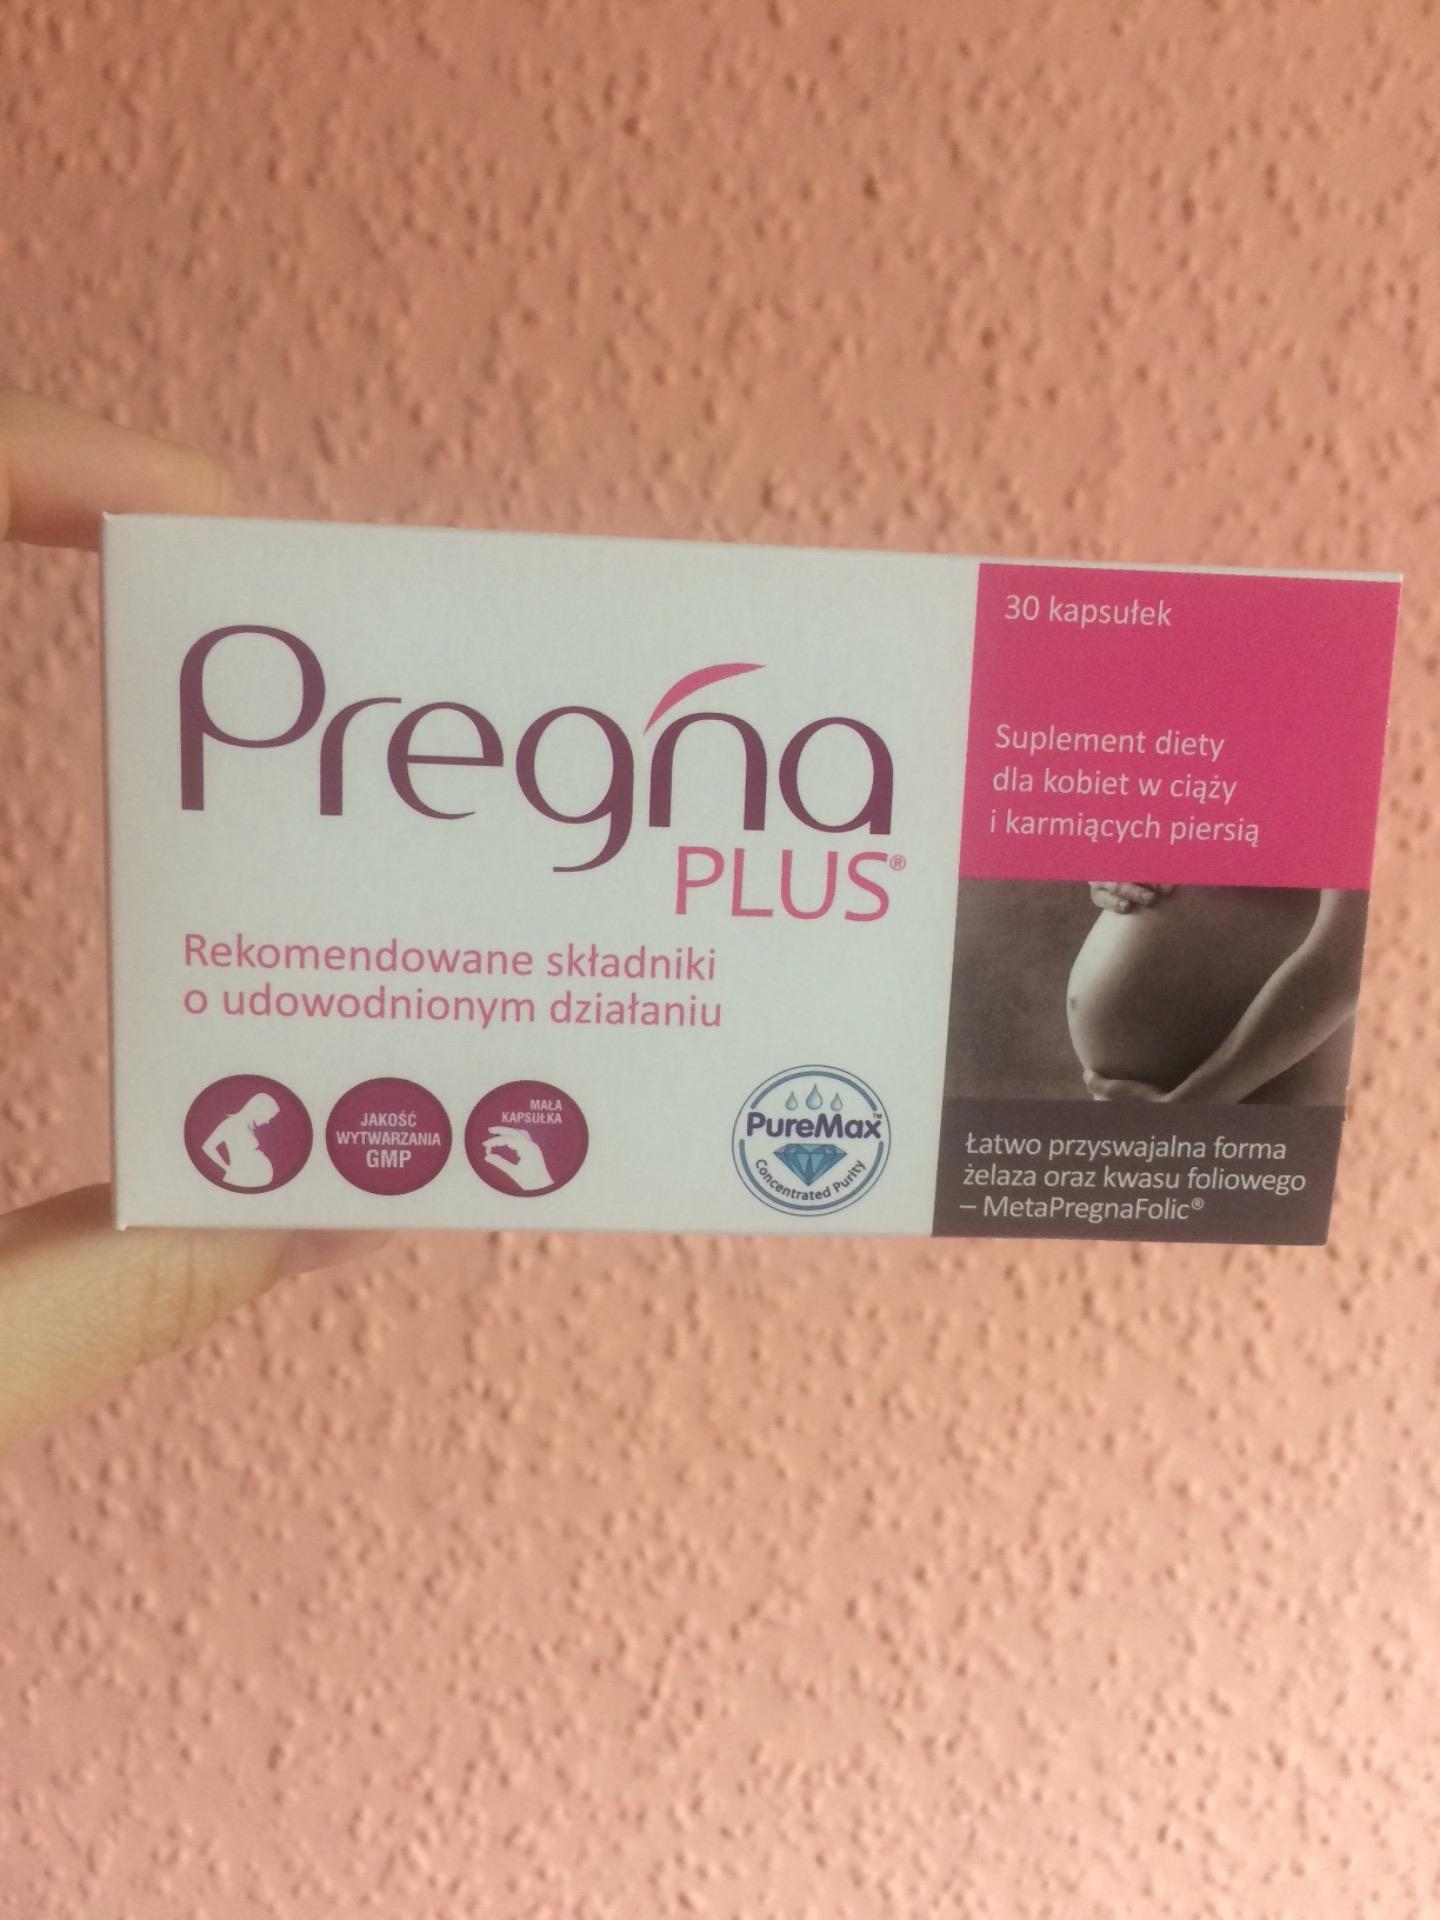 Pregna
PLUS®
Rekomendowane składniki
o udowodnionym działaniu
JAKOŚĆ
WYTWARZANIA
GMP
MAŁA
KAPSUŁKA
PureMax™
Concentrated Purity
30 kapsułek
Suplement diety
dla kobiet w ciąży
i karmiących piersią
Łatwo przyswajalna forma
żelaza oraz kwasu foliowego
– MetaPregnaFolic®